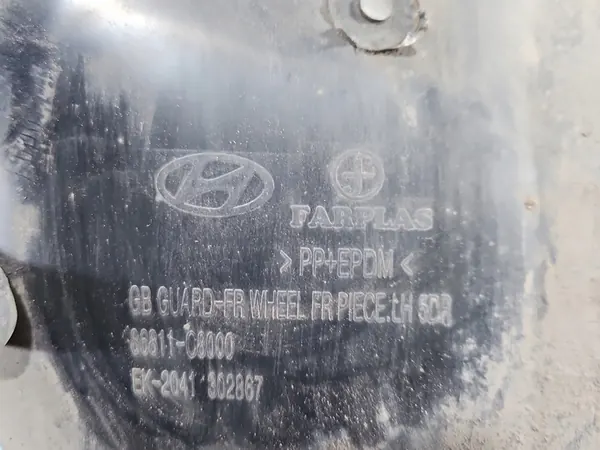 FARPLAS
> PP+EPDM <
GB GUARD-FR WHEEL FR PIECE.LH 5DR
86811-C8000
EK-2041 302867